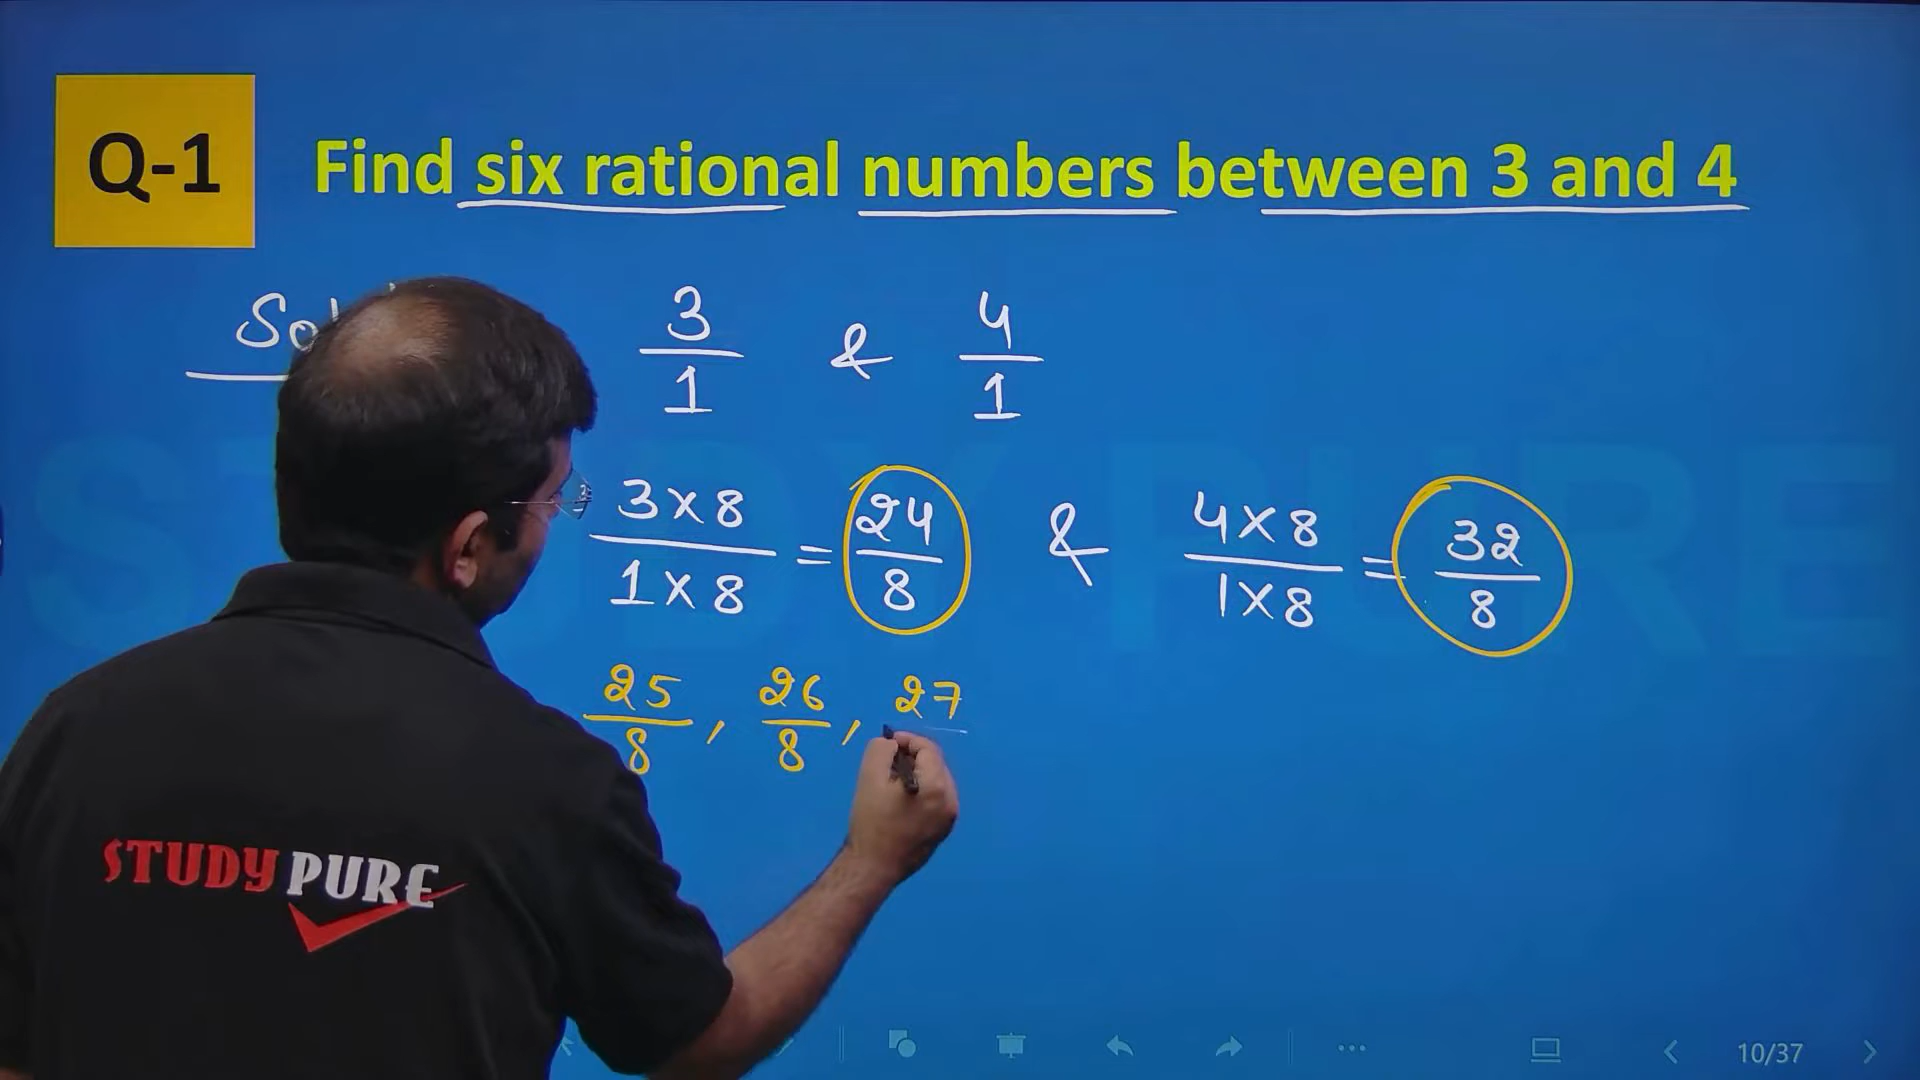 Q-1
Find six rational numbers between 3 and 4
3/1 & 4/1
3×8/1×8 = 24/8 & 4×8/1×8 = 32/8
25/8, 26/8, 27
STUDY PURE
10/37